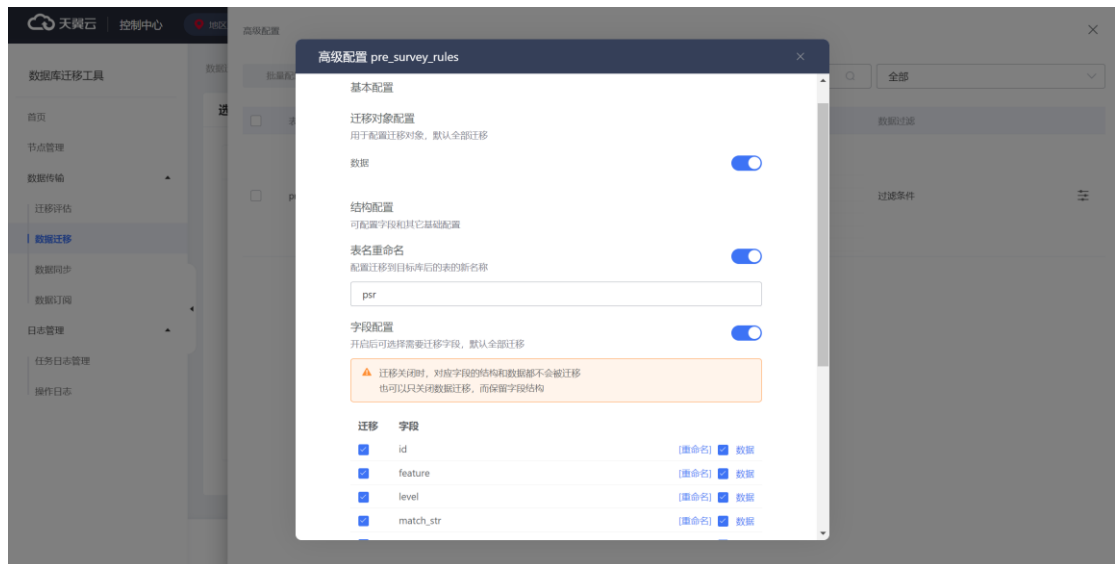 天翼云 控制中心 地区
高级配置
数据库迁移工具
首页
节点管理
数据传输
迁移评估
数据迁移
数据同步
数据订阅
日志管理
任务日志管理
操作日志
全部
数据过滤
过滤条件
高级配置 pre_survey_rules
基本配置
迁移对象配置
用于配置迁移对象，默认全部迁移
数据
结构配置
可配置字段和其它基础配置
表名重命名
配置迁移到目标库后的表的新名称
psr
字段配置
开启后可选择需要迁移字段，默认全部迁移
迁移关闭时，对应字段的结构和数据都不会被迁移
也可以只关闭数据迁移，而保留字段结构
迁移 字段
id [重命名] 数据
feature [重命名] 数据
level [重命名] 数据
match_str [重命名] 数据